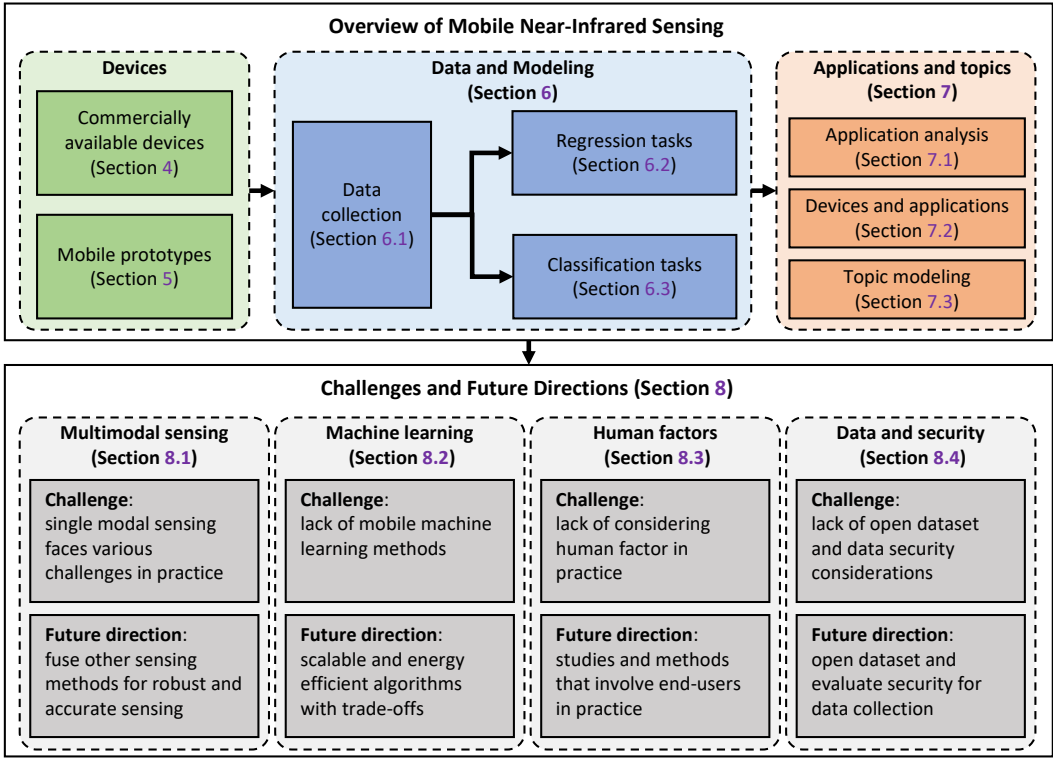 Overview of Mobile Near-Infrared Sensing
Devices
Commercially
available devices
(Section 4)
Mobile prototypes
(Section 5)
Data and Modeling
(Section 6)
Data
collection
(Section 6.1)
Regression tasks
(Section 6.2)
Classification tasks
(Section 6.3)
Applications and topics
(Section 7)
Application analysis
(Section 7.1)
Devices and applications
(Section 7.2)
Topic modeling
(Section 7.3)
Challenges and Future Directions (Section 8)
Multimodal sensing
(Section 8.1)
Challenge:
single modal sensing
faces various
challenges in practice
Future direction:
fuse other sensing
methods for robust and
accurate sensing
Machine learning
(Section 8.2)
Challenge:
lack of mobile machine
learning methods
Future direction:
scalable and energy
efficient algorithms
with trade-offs
Human factors
(Section 8.3)
Challenge:
lack of considering
human factor in
practice
Future direction:
studies and methods
that involve end-users
in practice
Data and security
(Section 8.4)
Challenge:
lack of open dataset
and data security
considerations
Future direction:
open dataset and
evaluate security for
data collection